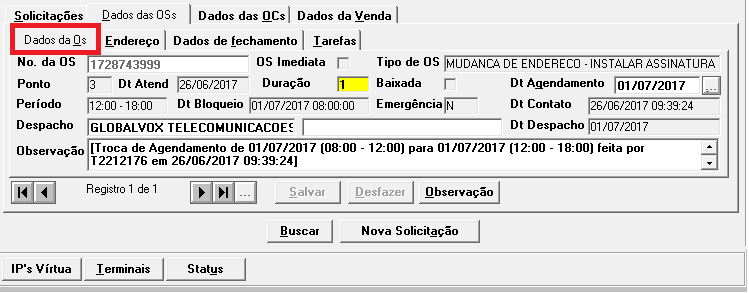 Solicitações Dados das OSs Dados das OCs Dados da Venda
Dados da Os Endereço Dados de fechamento Tarefas
No. da OS 1728743999 OS Imediata Tipo de OS MUDANCA DE ENDERECO - INSTALAR ASSINATURA
Ponto 3 Dt Atend 26/06/2017 Duração 1 Baixada Dt Agendamento 01/07/2017 ...
Período 12:00 - 18:00 Dt Bloqueio 01/07/2017 08:00:00 Emergência N Dt Contato 26/06/2017 09:39:24
Despacho GLOBALVOX TELECOMUNICACOES Dt Despacho 01/07/2017
Observação [Troca de Agendamento de 01/07/2017 (08:00 - 12:00) para 01/07/2017 (12:00 - 18:00) feita por
T2212176 em 26/06/2017 09:39:24]
Registro 1 de 1 ... Salvar Desfazer Observação
Buscar Nova Solicitação
IP's Vírtua Terminais Status